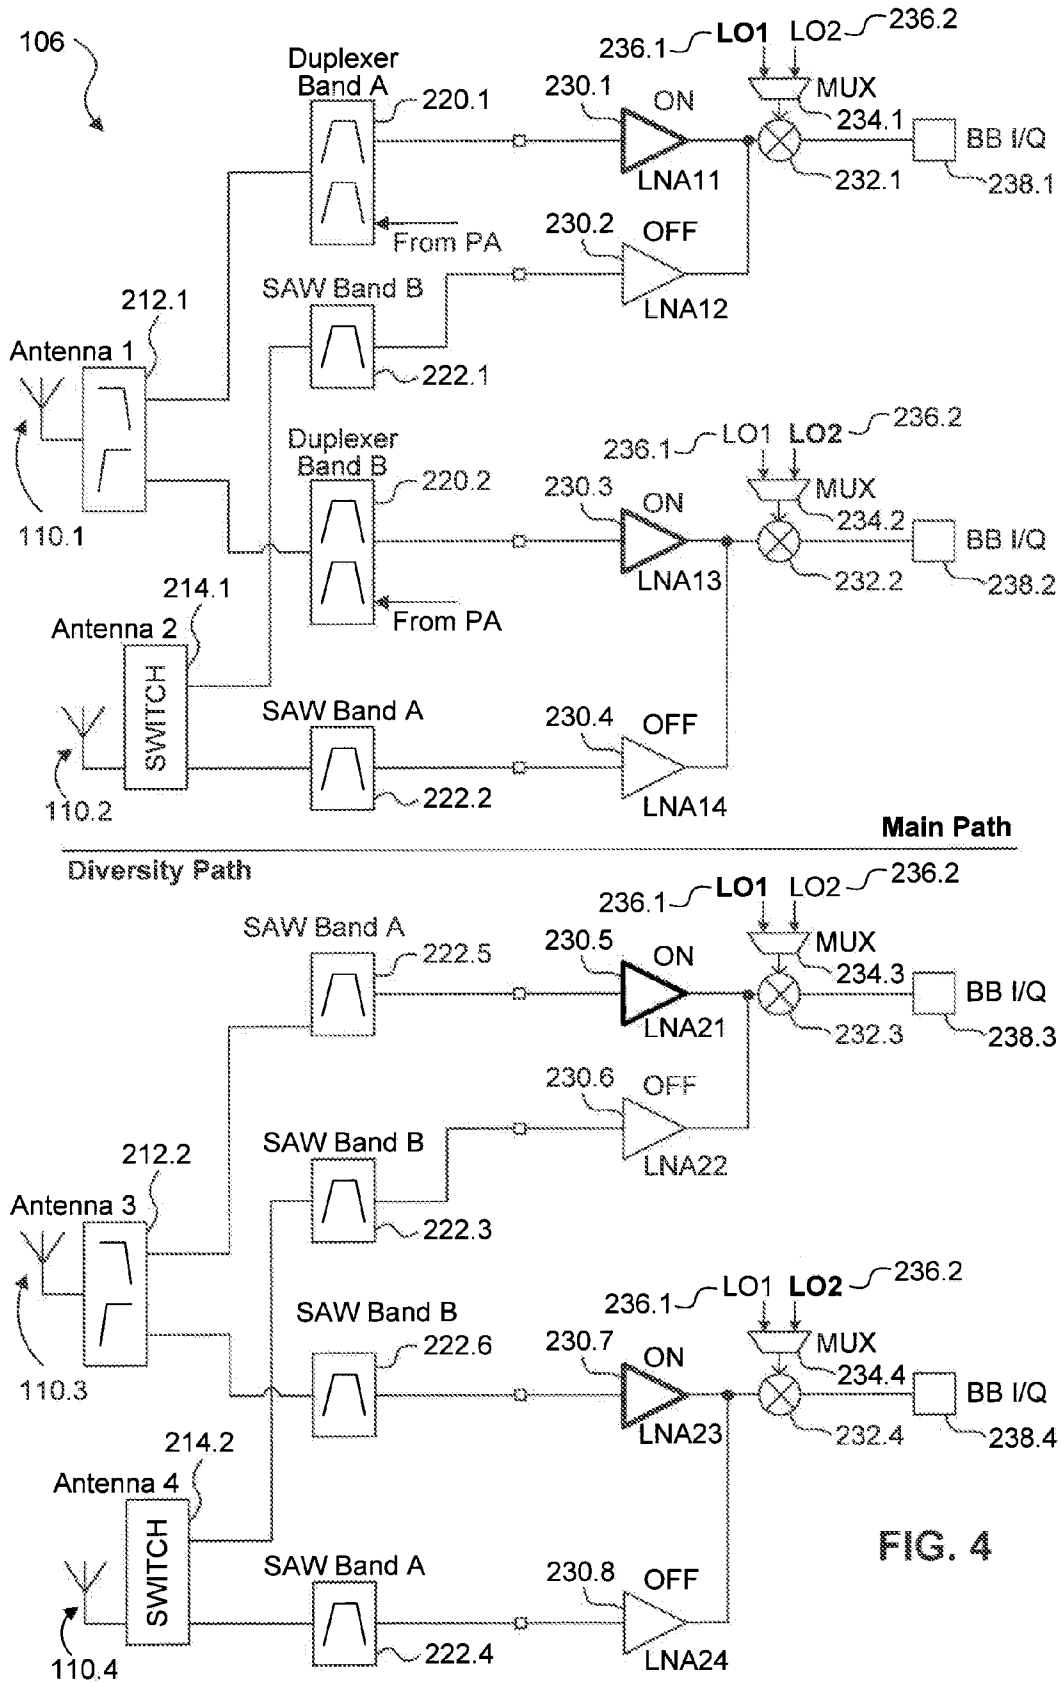 106
236.1 LO1 LO2 236.2
Duplexer
Band A
220.1
230.1
ON
MUX
234.1
BB I/Q
LNA11
232.1
238.1
From PA
230.2
OFF
SAW Band B
LNA12
212.1
Antenna 1
222.1
110.1
236.1 LO1 LO2 236.2
Duplexer
Band B
220.2
230.3
ON
MUX
234.2
BB I/Q
LNA13
232.2
238.2
214.1
From PA
Antenna 2
SWITCH
SAW Band A
230.4
OFF
110.2
222.2
LNA14
Main Path
Diversity Path
236.1 LO1 LO2 236.2
SAW Band A
222.5
230.5
ON
MUX
234.3
BB I/Q
LNA21
232.3
238.3
230.6
OFF
SAW Band B
LNA22
212.2
Antenna 3
222.3
110.3
236.1 LO1 LO2 236.2
SAW Band B
222.6
230.7
ON
MUX
234.4
BB I/Q
LNA23
232.4
238.4
214.2
Antenna 4
SWITCH
SAW Band A
230.8
OFF
110.4
222.4
LNA24
FIG. 4